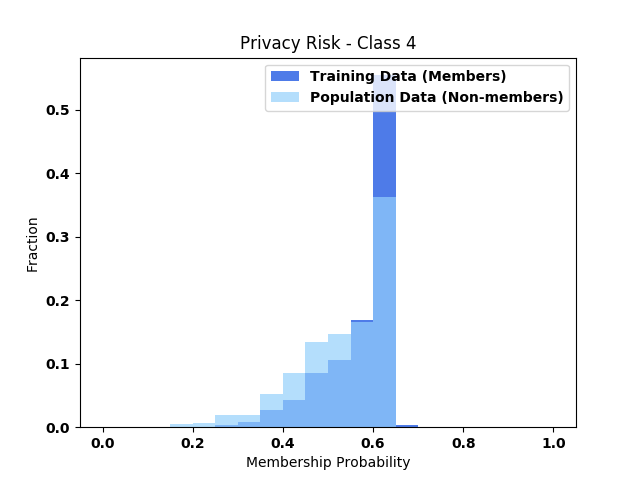 Privacy Risk - Class 4
Training Data (Members)
Population Data (Non-members)
0.5
0.4
0.3
0.2
0.1
0.0
Fraction
0.0 0.2 0.4 0.6 0.8 1.0
Membership Probability